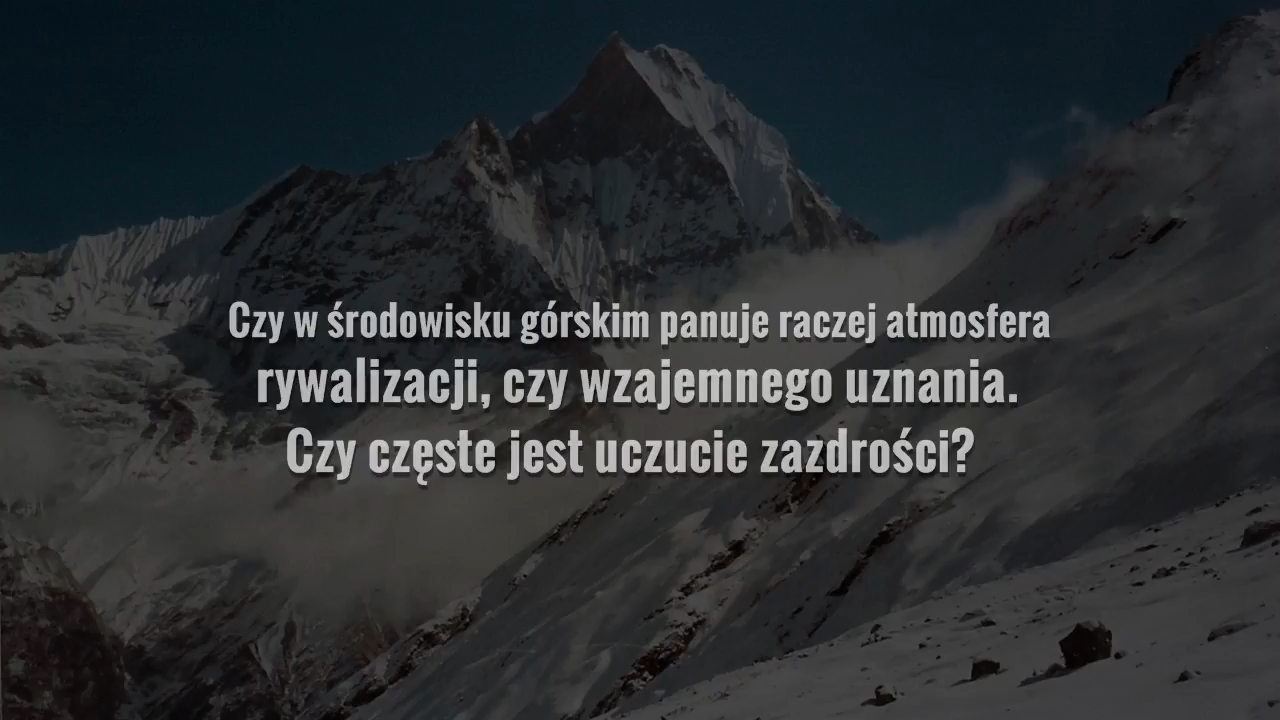 Czy w środowisku górskim panuje raczej atmosfera
rywalizacji, czy wzajemnego uznania.
Czy częste jest uczucie zazdrości?